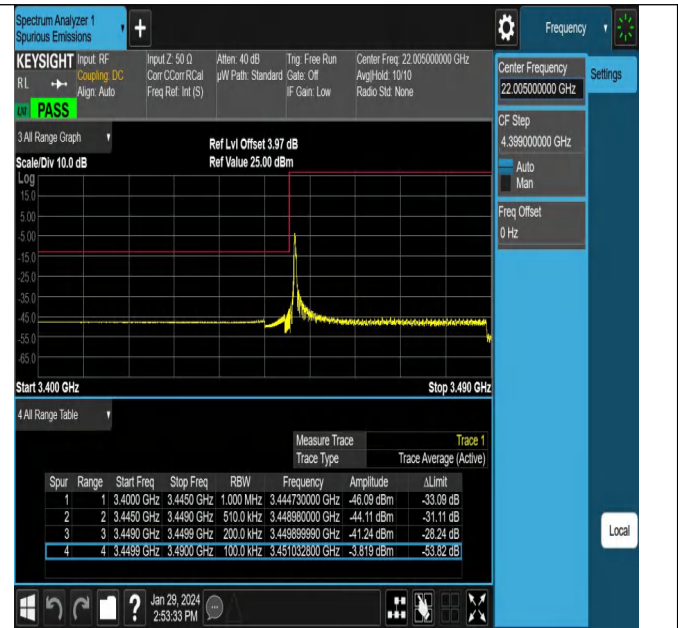 Spectrum Analyzer 1
Spurious Emissions
+
Frequency
KEYSIGHT Input: RF Input Z: 50 Ω Atten: 40 dB Trig: Free Run Center Freq: 22.005000000 GHz
RL Coupling: DC Corr CCorr RCal µW Path: Standard Gate: Off Avg|Hold: 10/10
Align: Auto Freq Ref: Int (S) IF Gain: Low Radio Std: None
PASS
Center Frequency
22.005000000 GHz
Settings
CF Step
4.399000000 GHz
Auto
Man
Freq Offset
0 Hz
3 All Range Graph
Ref Lvl Offset 3.97 dB
Scale/Div 10.0 dB Ref Value 25.00 dBm
Log
15.0
5.00
-5.00
-15.0
-25.0
-35.0
-45.0
-55.0
-65.0
Start 3.400 GHz Stop 3.490 GHz
4 All Range Table
Measure Trace Trace 1
Trace Type Trace Average (Active)
Spur Range Start Freq Stop Freq RBW Frequency Amplitude ΔLimit
1 1 3.4000 GHz 3.4450 GHz 1.000 MHz 3.444730000 GHz -46.09 dBm -33.09 dB
2 2 3.4450 GHz 3.4490 GHz 510.0 kHz 3.448980000 GHz -44.11 dBm -31.11 dB
3 3 3.4490 GHz 3.4499 GHz 200.0 kHz 3.449899990 GHz -41.24 dBm -28.24 dB
4 4 3.4499 GHz 3.4900 GHz 100.0 kHz 3.451032800 GHz -3.819 dBm -53.82 dB
Local
?
Jan 29, 2024
2:53:33 PM